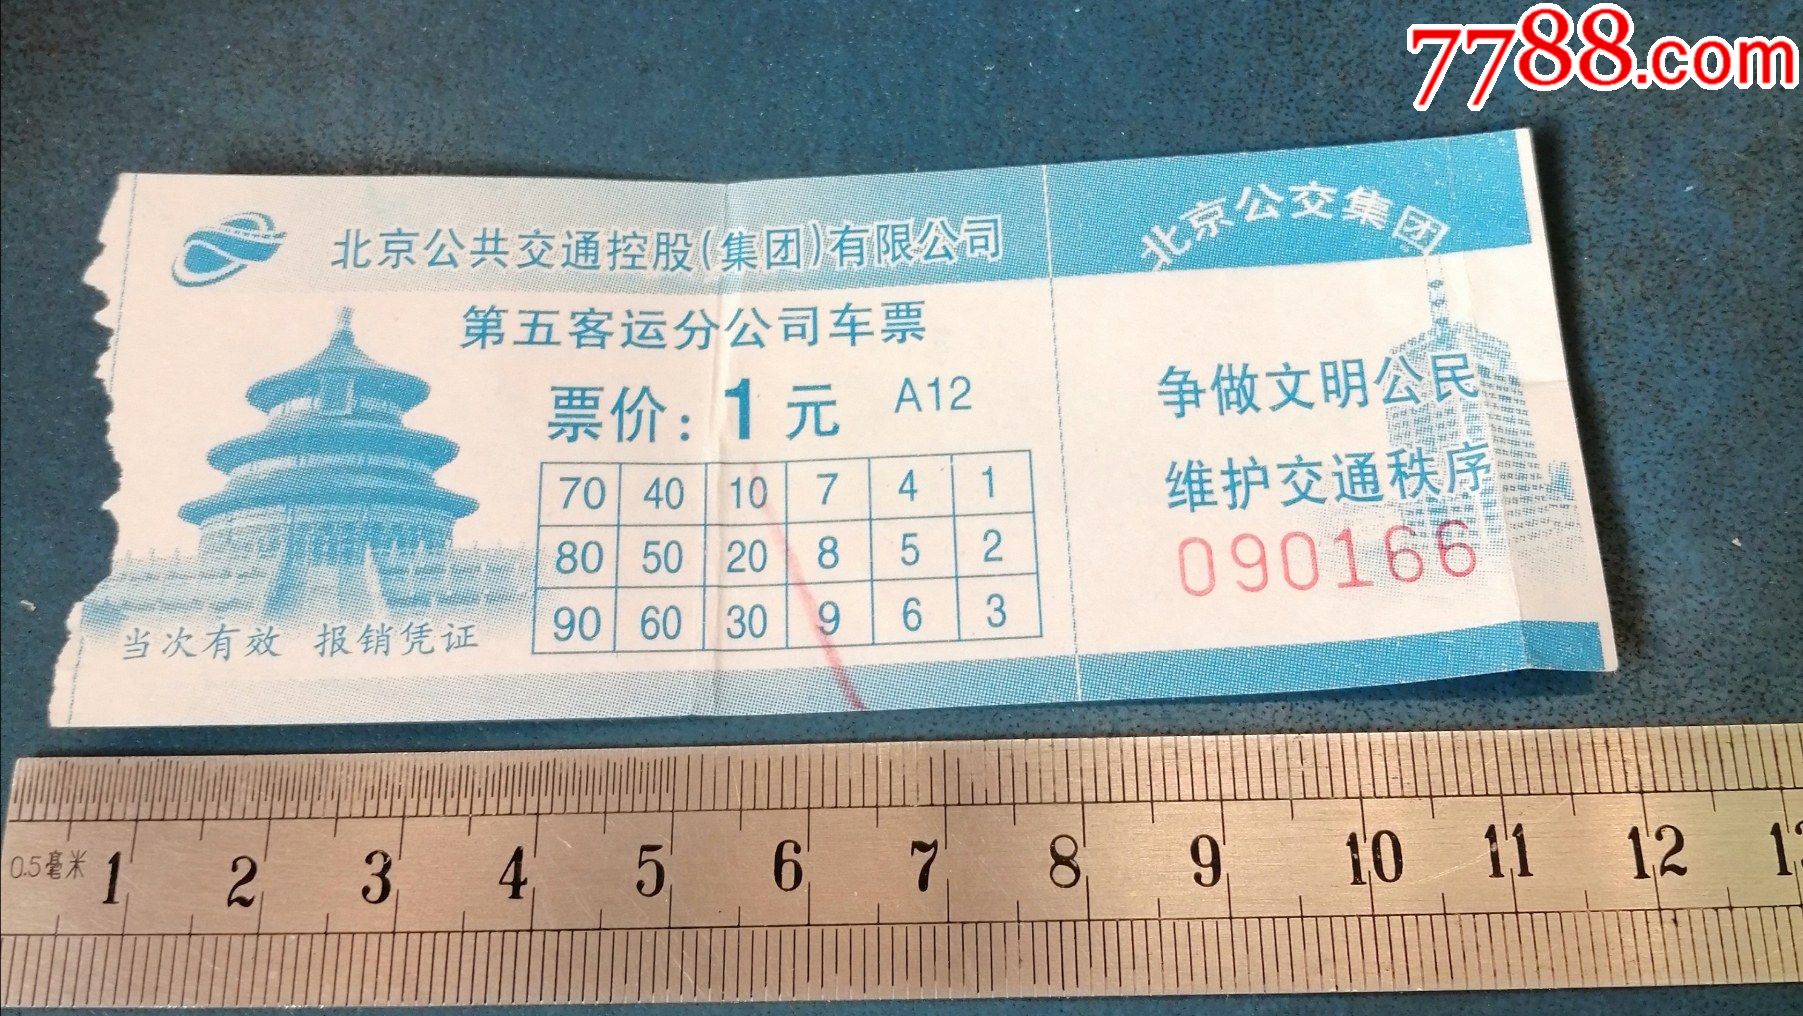 7788.com
北京公共交通控股(集团)有限公司
第五客运分公司车票
票价：1元 A12
70 40 10 7 4 1
80 50 20 8 5 2
90 60 30 9 6 3
当次有效 报销凭证
北京公交集团
争做文明公民
维护交通秩序
090166
0.5毫米 1 2 3 4 5 6 7 8 9 10 11 12